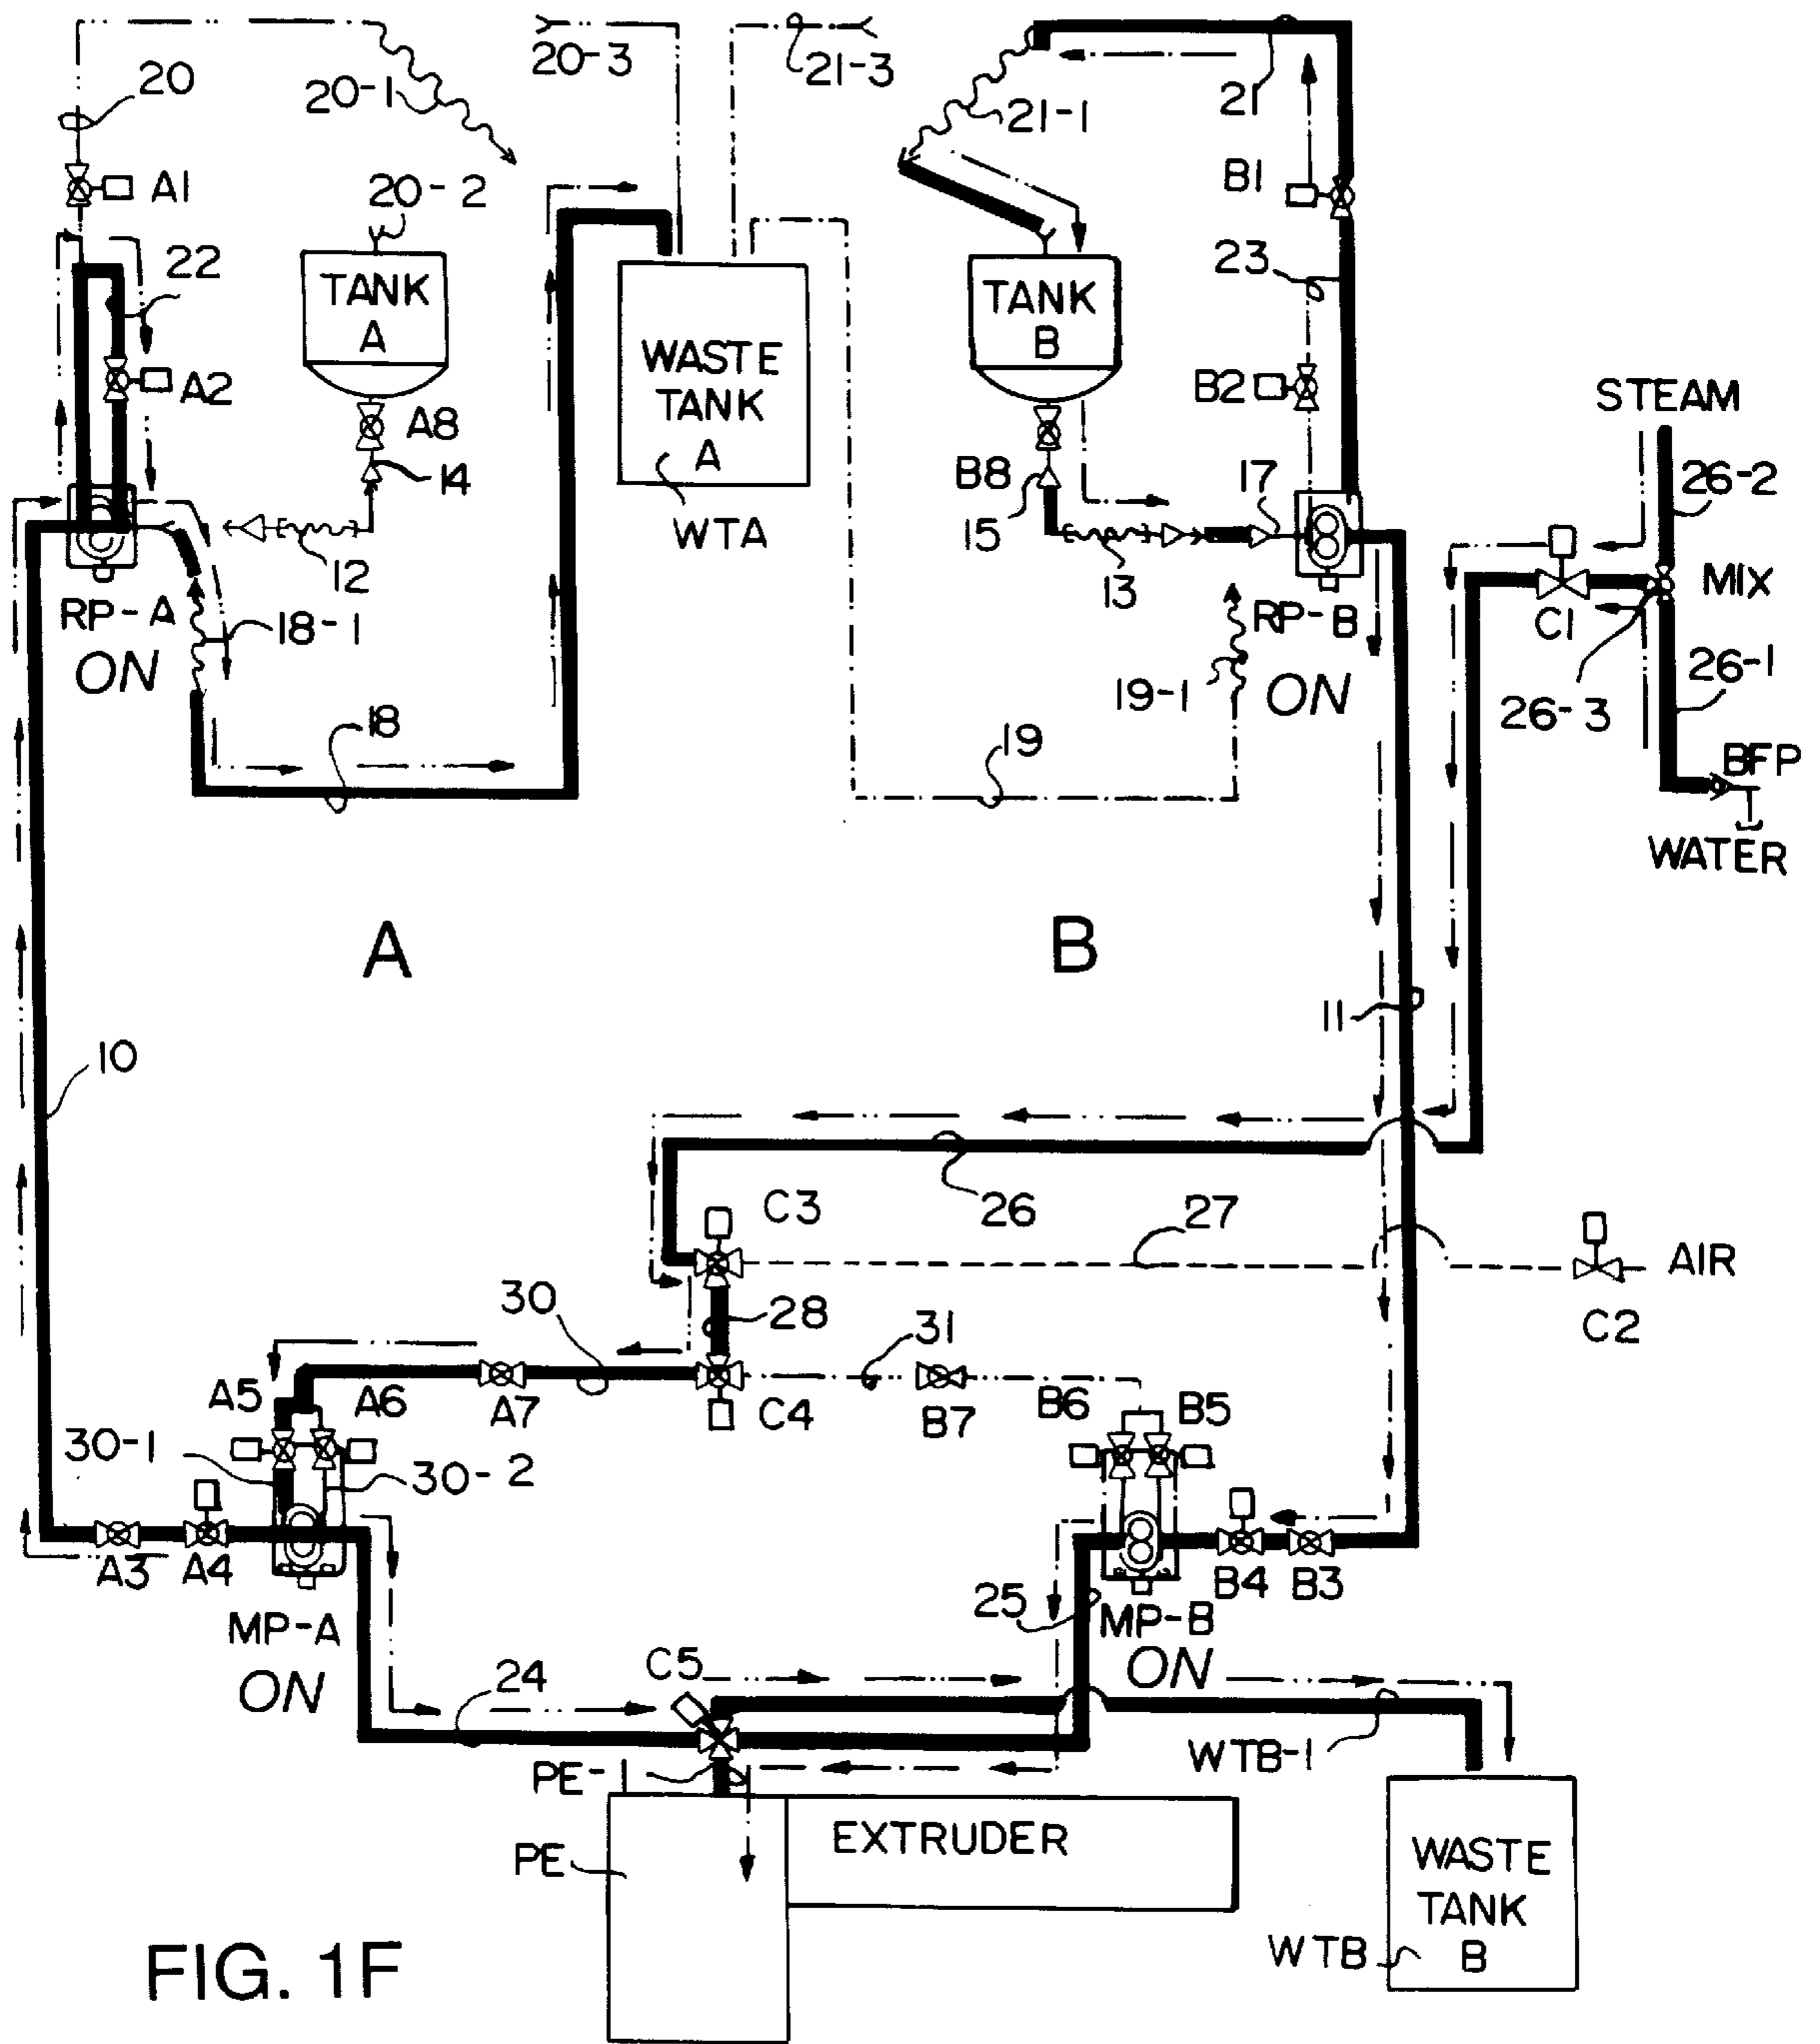 20
20-1
20-3
21-3
21
21-1
A1
20-2
B1
22
TANK
A
23
TANK
B
WASTE
TANK
A
A2
A8
B2
STEAM
14
B8
17
26-2
WTA
15
12
13
MIX
RP-A
18-1
RP-B
C1
ON
19-1
ON
26-1
26-3
18
19
BFP
WATER
A
B
11
10
C3
26
27
AIR
30
28
31
C2
A5
A6
A7
C4
B7
B6
B5
30-1
30-2
A3
A4
B4
B3
25
MP-A
MP-B
ON
C5
ON
24
WTB-1
PE-1
EXTRUDER
PE
WASTE
TANK
B
WTB
FIG. 1F